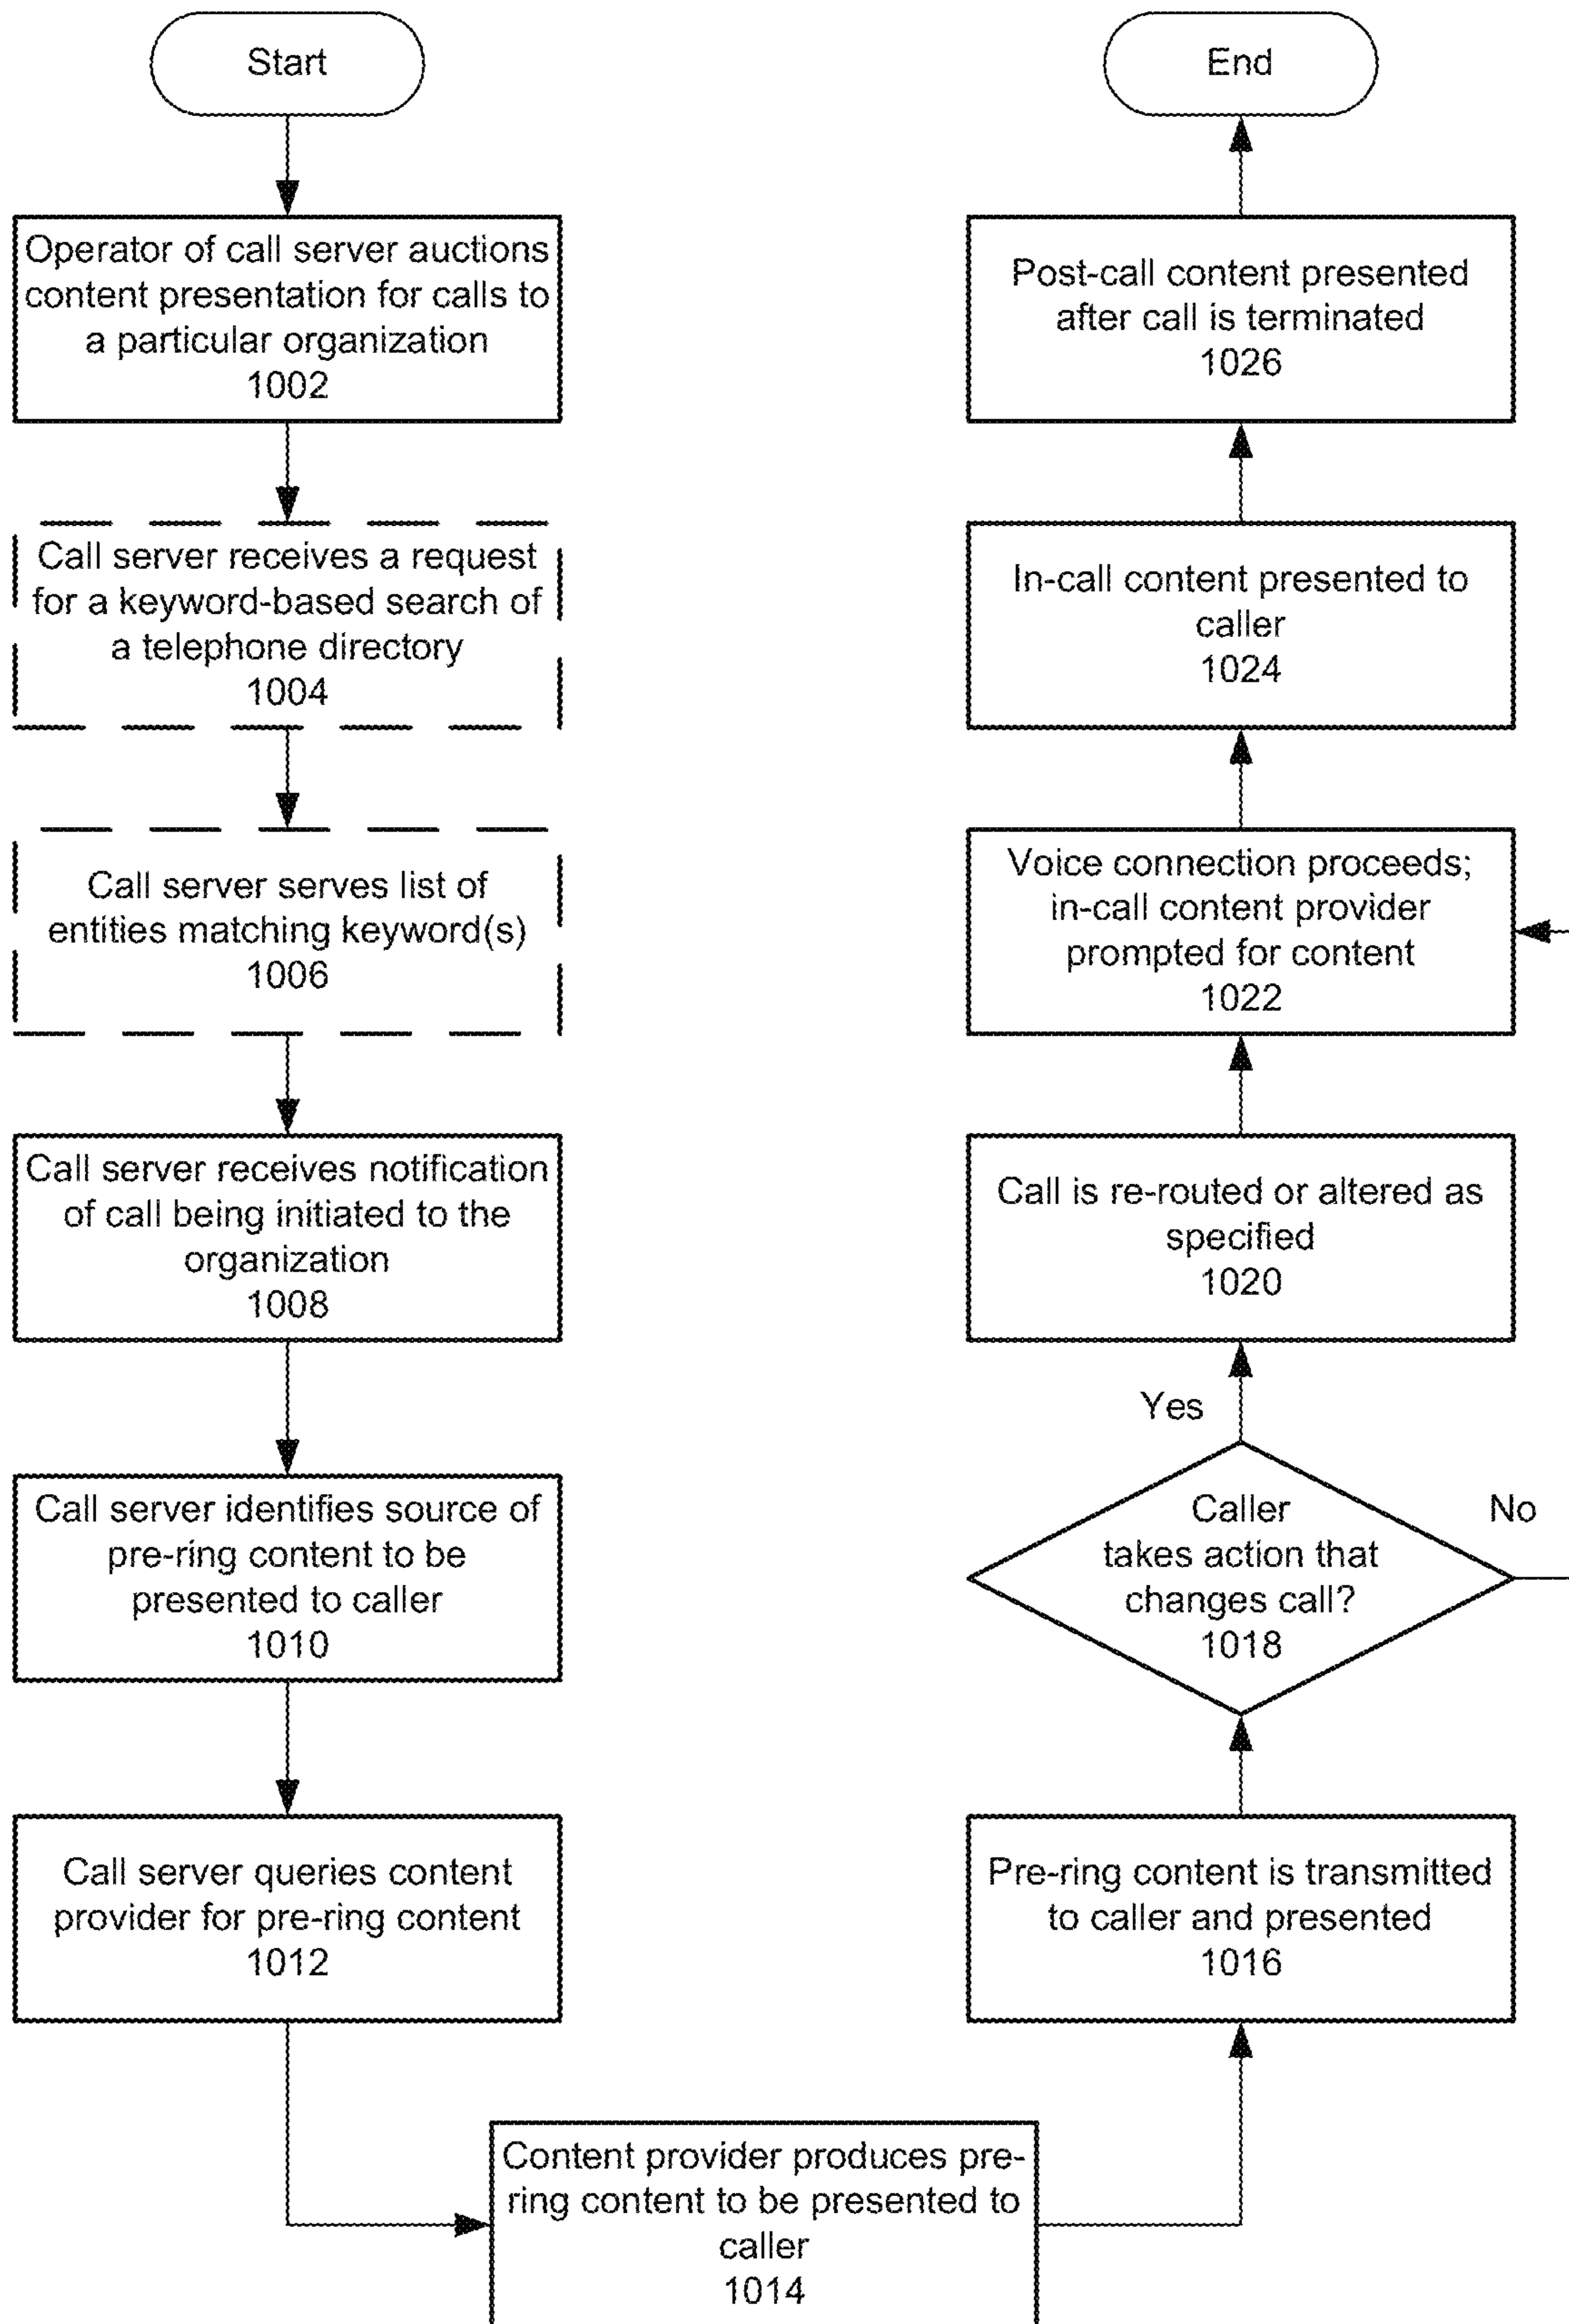 Start
Operator of call server auctions
content presentation for calls to
a particular organization
1002
Call server receives a request
for a keyword-based search of
a telephone directory
1004
Call server serves list of
entities matching keyword(s)
1006
Call server receives notification
of call being initiated to the
organization
1008
Call server identifies source of
pre-ring content to be
presented to caller
1010
Call server queries content
provider for pre-ring content
1012
Content provider produces pre-
ring content to be presented to
caller
1014
Pre-ring content is transmitted
to caller and presented
1016
Caller
takes action that
changes call?
1018
Yes
No
Call is re-routed or altered as
specified
1020
Voice connection proceeds;
in-call content provider
prompted for content
1022
In-call content presented to
caller
1024
Post-call content presented
after call is terminated
1026
End